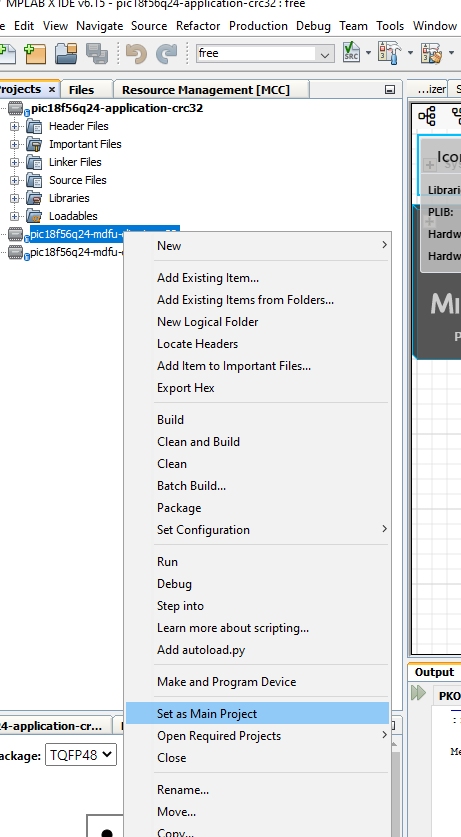 MPLAB X IDE v6.15 - pic18f56q24-application-crc32 : free
Edit View Navigate Source Refactor Production Debug Team Tools Window
free
SRC
Projects × Files Resource Management [MCC]
...izer
pic18f56q24-application-crc32
Header Files
Important Files
Linker Files
Source Files
Libraries
Loadables
pic18f56q24-mdfu-
pic18f56q24-mdfu-
New
Add Existing Item...
Add Existing Items from Folders...
New Logical Folder
Locate Headers
Add Item to Important Files...
Export Hex
Build
Clean and Build
Clean
Batch Build...
Package
Set Configuration
Run
Debug
Step into
Learn more about scripting...
Add autoload.py
Make and Program Device
Set as Main Project
Open Required Projects
Close
Rename...
Move...
Copy...
Ico
Librari
PLIB:
Hardw
Hardw
MI
Output
PKO
Me
24-application-cr...
ackage: TQFP48